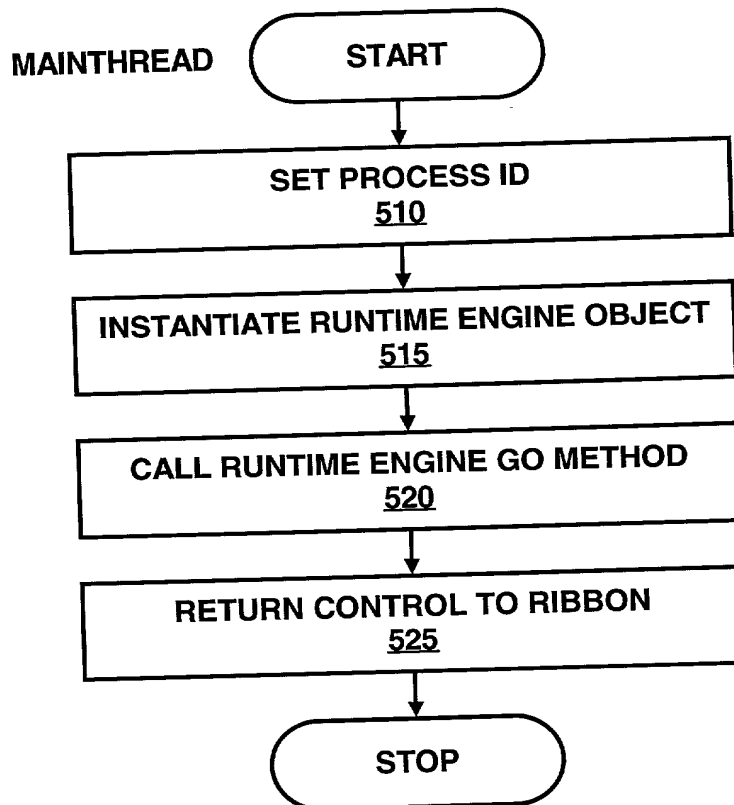 MAINTHREAD
START
SET PROCESS ID
510
INSTANTIATE RUNTIME ENGINE OBJECT
515
CALL RUNTIME ENGINE GO METHOD
520
RETURN CONTROL TO RIBBON
525
STOP